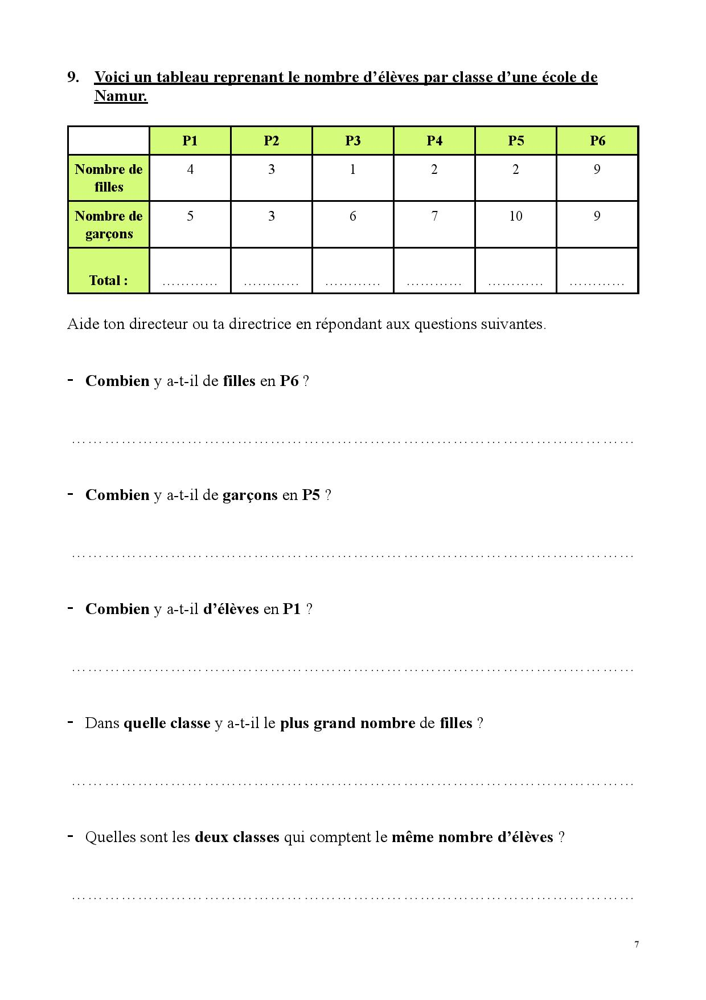 9. Voici un tableau reprenant le nombre d’élèves par classe d’une école de
Namur.
P1 P2 P3 P4 P5 P6
Nombre de filles 4 3 1 2 2 9
Nombre de garçons 5 3 6 7 10 9
Total : ………… ………… ………… ………… ………… …………
Aide ton directeur ou ta directrice en répondant aux questions suivantes.
- Combien y a-t-il de filles en P6 ?
……………………………………………………………………………………………
- Combien y a-t-il de garçons en P5 ?
……………………………………………………………………………………………
- Combien y a-t-il d’élèves en P1 ?
……………………………………………………………………………………………
- Dans quelle classe y a-t-il le plus grand nombre de filles ?
……………………………………………………………………………………………
- Quelles sont les deux classes qui comptent le même nombre d’élèves ?
……………………………………………………………………………………………
7